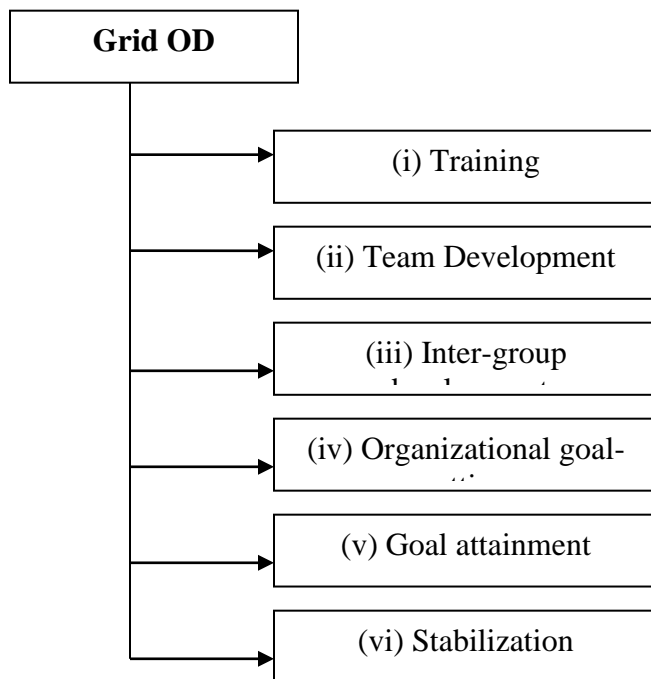 Grid OD
(i) Training
(ii) Team Development
(iii) Inter-group
(iv) Organizational goal-
(v) Goal attainment
(vi) Stabilization